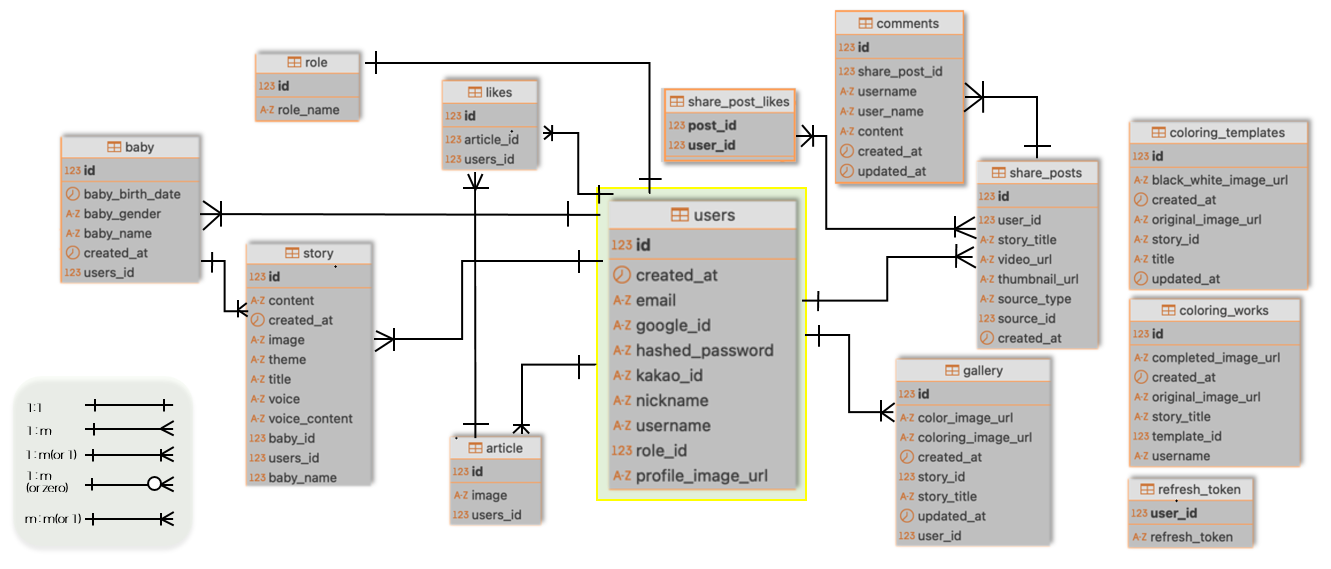 role
123 id
A-Z role_name
likes
123 id
123 article_id
123 users_id
share_post_likes
123 post_id
123 user_id
comments
123 id
123 share_post_id
A-Z username
A-Z user_name
A-Z content
created_at
updated_at
baby
123 id
baby_birth_date
A-Z baby_gender
A-Z baby_name
created_at
123 users_id
story
123 id
A-Z content
created_at
A-Z image
A-Z theme
A-Z title
A-Z voice
A-Z voice_content
123 baby_id
123 users_id
123 baby_name
users
123 id
created_at
A-Z email
A-Z google_id
A-Z hashed_password
A-Z kakao_id
A-Z nickname
A-Z username
123 role_id
A-Z profile_image_url
share_posts
123 id
123 user_id
A-Z story_title
A-Z video_url
A-Z thumbnail_url
A-Z source_type
123 source_id
created_at
coloring_templates
123 id
A-Z black_white_image_url
created_at
A-Z original_image_url
A-Z story_id
A-Z title
updated_at
coloring_works
123 id
A-Z completed_image_url
created_at
A-Z original_image_url
A-Z story_title
123 template_id
A-Z username
refresh_token
123 user_id
A-Z refresh_token
gallery
123 id
A-Z color_image_url
A-Z coloring_image_url
created_at
123 story_id
A-Z story_title
updated_at
123 user_id
article
123 id
A-Z image
123 users_id
1:1
1:m
1:m(or 1)
1:m
(or zero)
m:m(or 1)